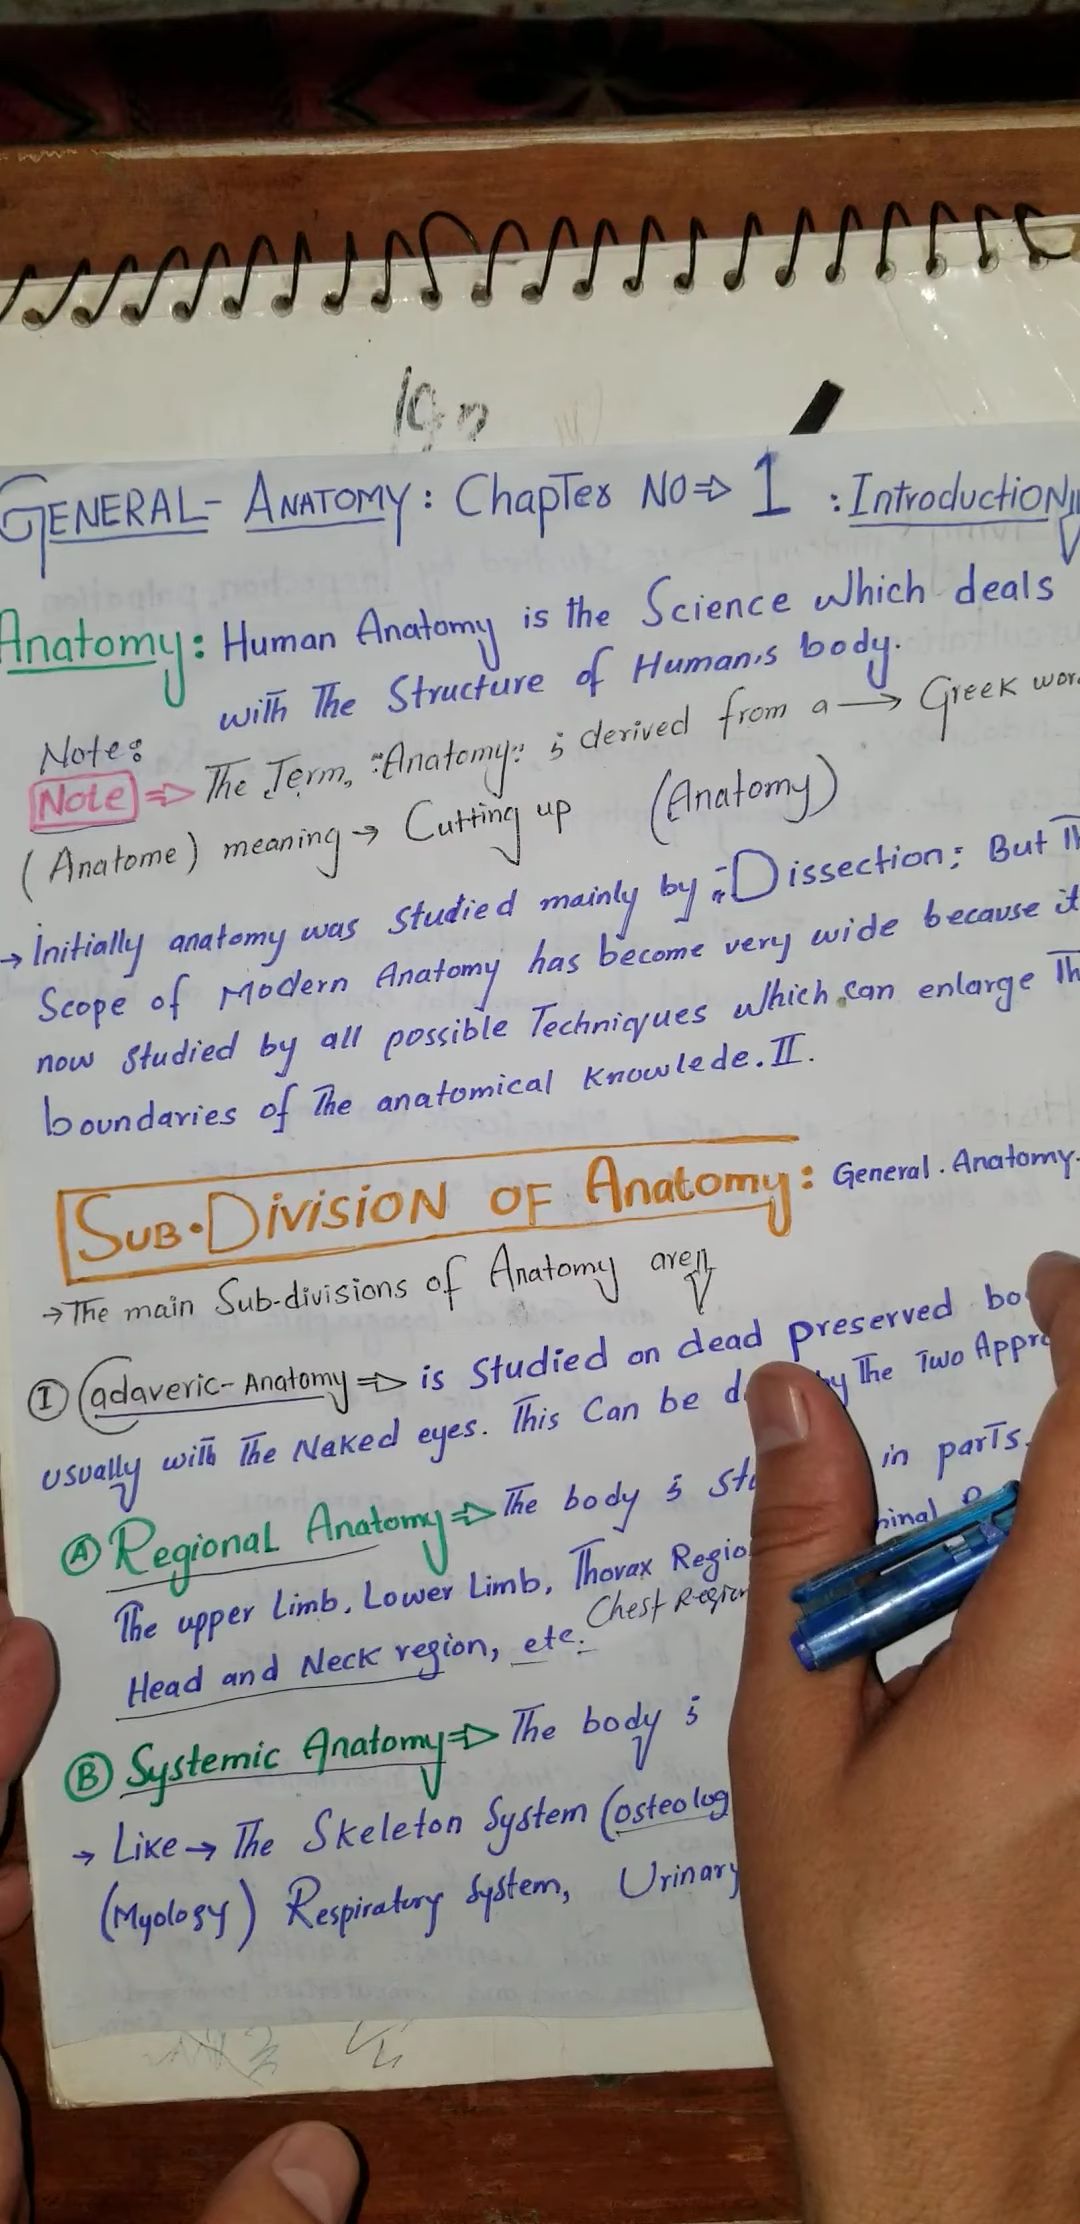 GENERAL- ANATOMY: Chapter NO⇒ 1 : Introduction
Anatomy: Human Anatomy is the Science which deals
with The Structure of Human,s body.
Note:
Note ⇒ The Term, "Anatomy" is derived from a → Greek
(Anatome) meaning → Cutting up (Anatomy)
→ Initially anatomy was Studied mainly by "Dissection; But
Scope of Modern Anatomy has become very wide because it
now Studied by all possible Techniques which can enlarge
boundaries of The anatomical Knowlede. II.
SUB-DIVISION OF Anatomy: General. Anatomy.
→ The main Sub-divisions of Anatomy are
I Cadaveric-Anatomy ⇒ is Studied on dead preserved
usually with The Naked eyes. This Can be The Two
A Regional Anatomy ⇒ The body is in parts.
The upper Limb, Lower Limb, Thorax
Chest Region
Head and Neck region, etc.
B Systemic Anatomy ⇒ The body is
→ Like → The Skeleton System
(Myology) Respiratory System, Urinary